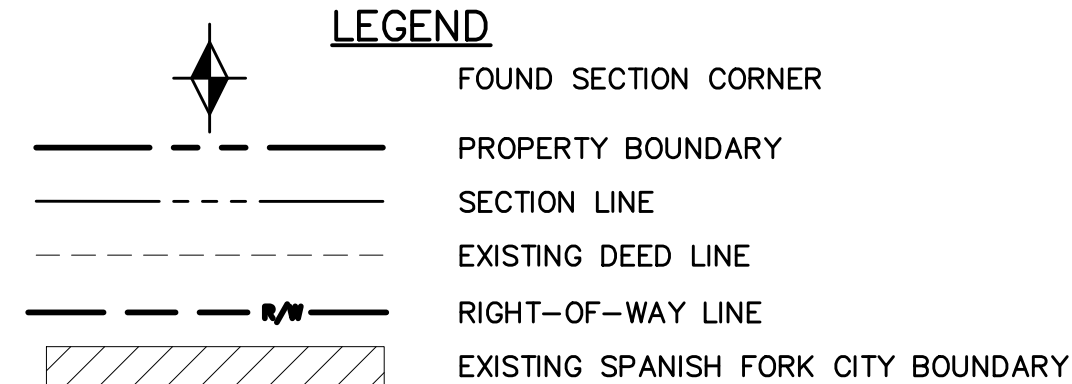 LEGEND
FOUND SECTION CORNER
PROPERTY BOUNDARY
SECTION LINE
EXISTING DEED LINE
R/W RIGHT-OF-WAY LINE
EXISTING SPANISH FORK CITY BOUNDARY